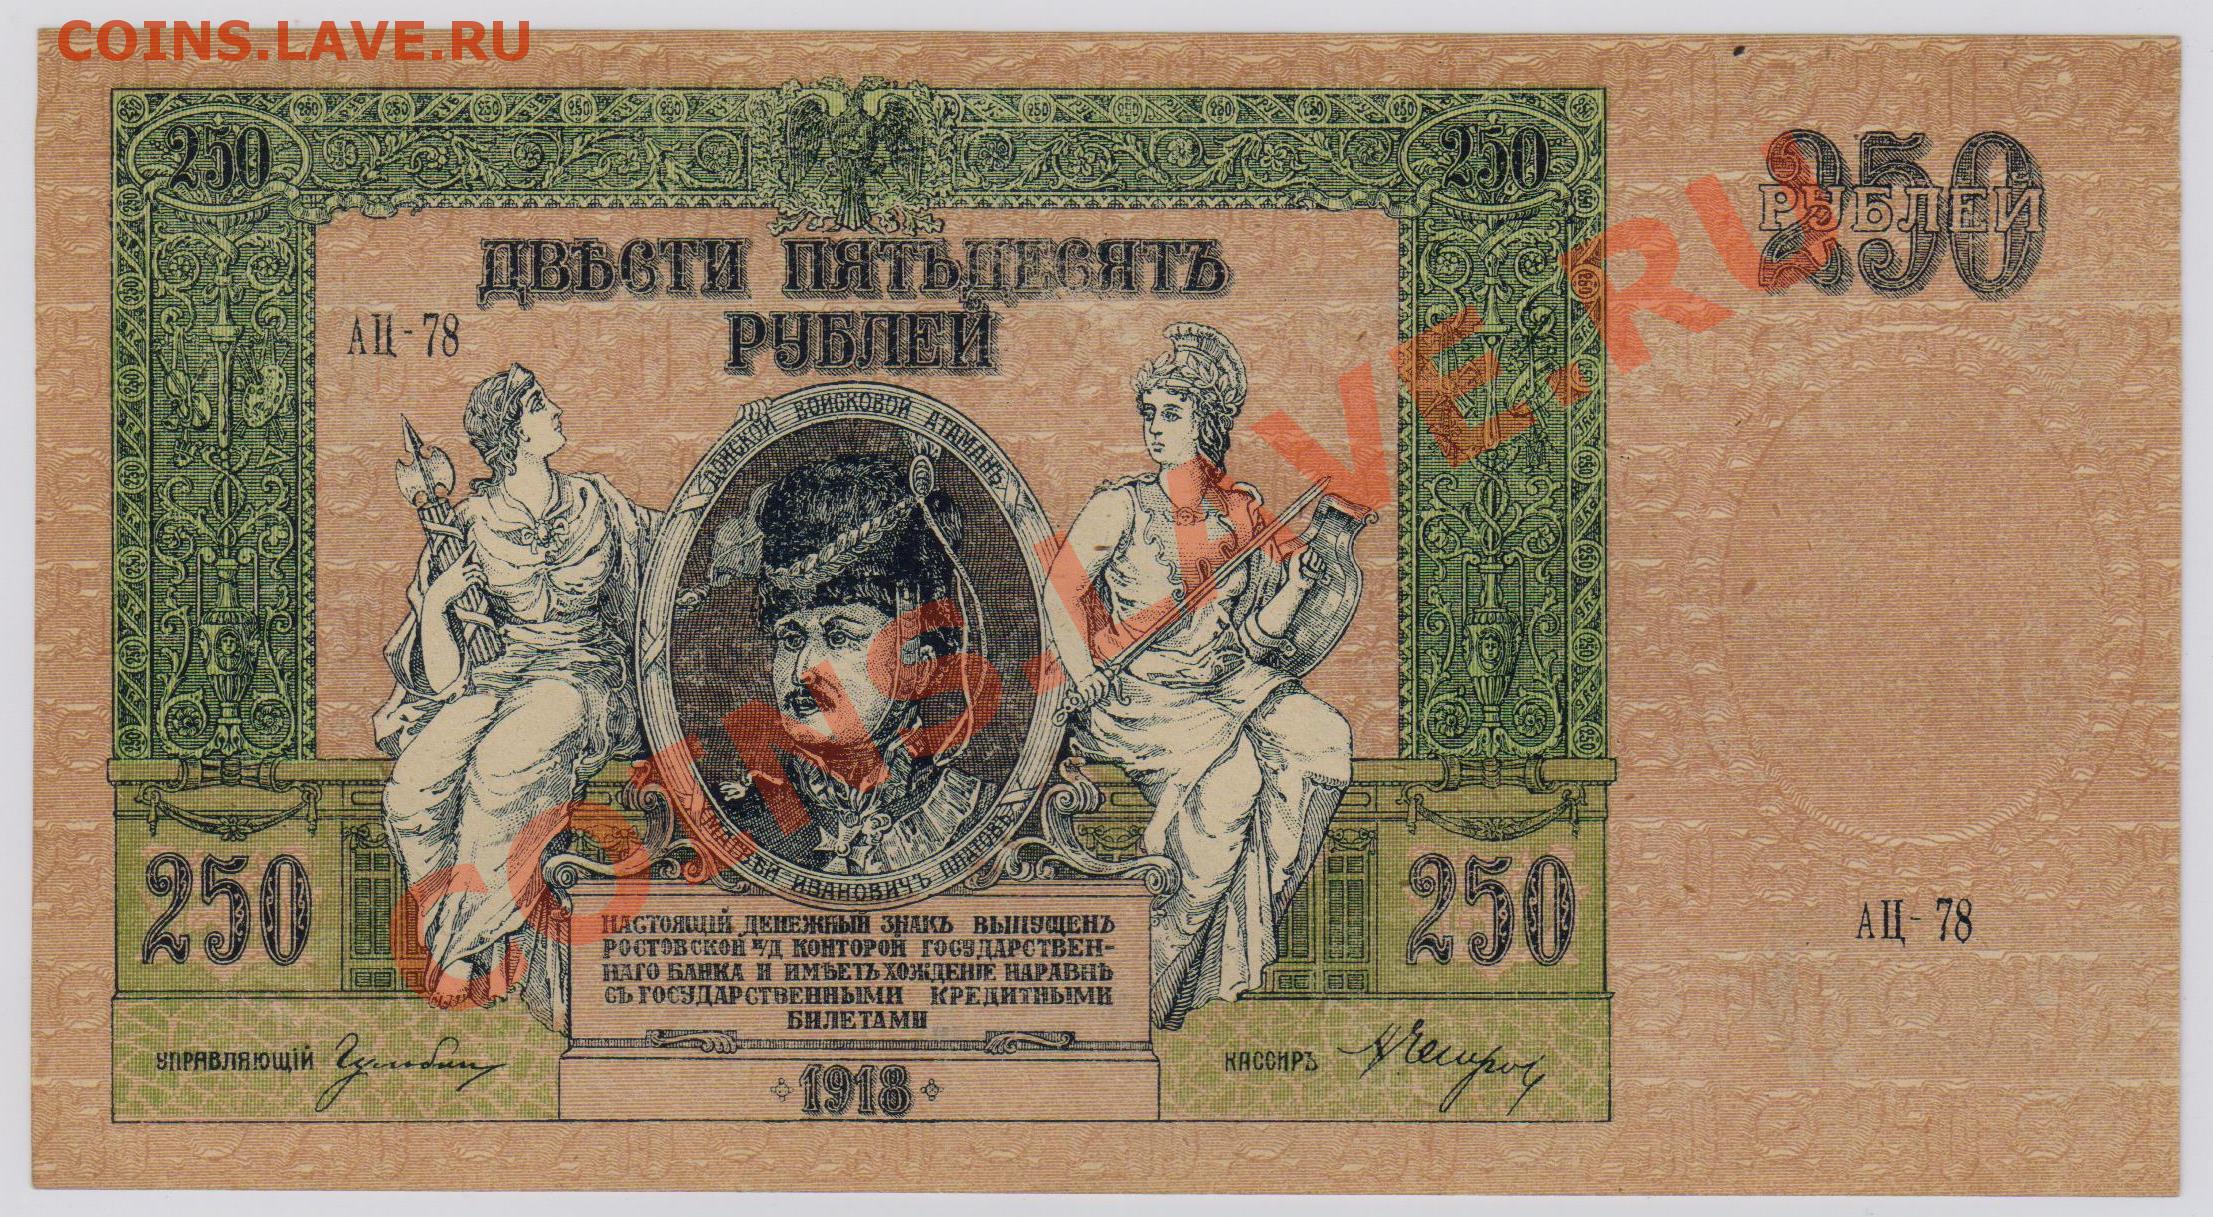 COINS.LAVE.RU
250
250
250
РУБЛЕЙ
ДВѢСТИ ПЯТЬДЕСЯТЪ
РУБЛЕЙ
АЦ-78
ДОНСКОЙ ВОЙСКОВОЙ АТАМАНЪ
МАТВѢЙ ИВАНОВИЧЪ ПЛАТОВЪ
COINS.LAVE.RU
250
250
НАСТОЯЩІЙ ДЕНЕЖНЫЙ ЗНАКЪ ВЫПУЩЕНЪ
РОСТОВСКОЙ Н/Д КОНТОРОЙ ГОСУДАРСТВЕН-
НАГО БАНКА И ИМѢЕТЪ ХОЖДЕНІЕ НАРАВНѢ
СЪ ГОСУДАРСТВЕННЫМИ КРЕДИТНЫМИ
БИЛЕТАМИ
АЦ-78
УПРАВЛЯЮЩІЙ
КАССИРЪ
1918